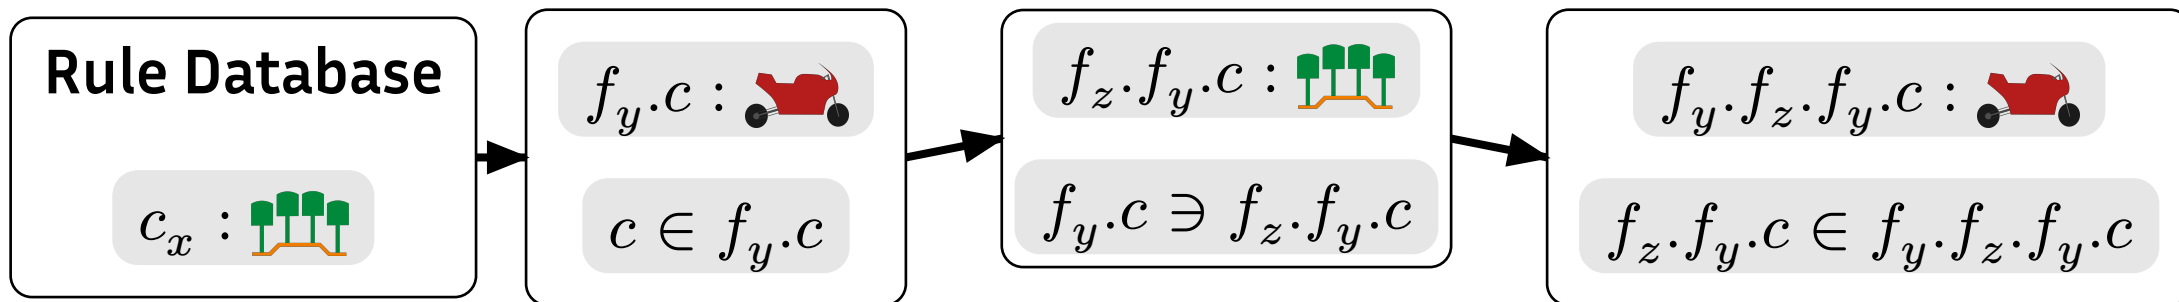 Rule Database
c_x :
f_y.c :
c ∈ f_y.c
f_z.f_y.c :
f_y.c ∋ f_z.f_y.c
f_y.f_z.f_y.c :
f_z.f_y.c ∈ f_y.f_z.f_y.c